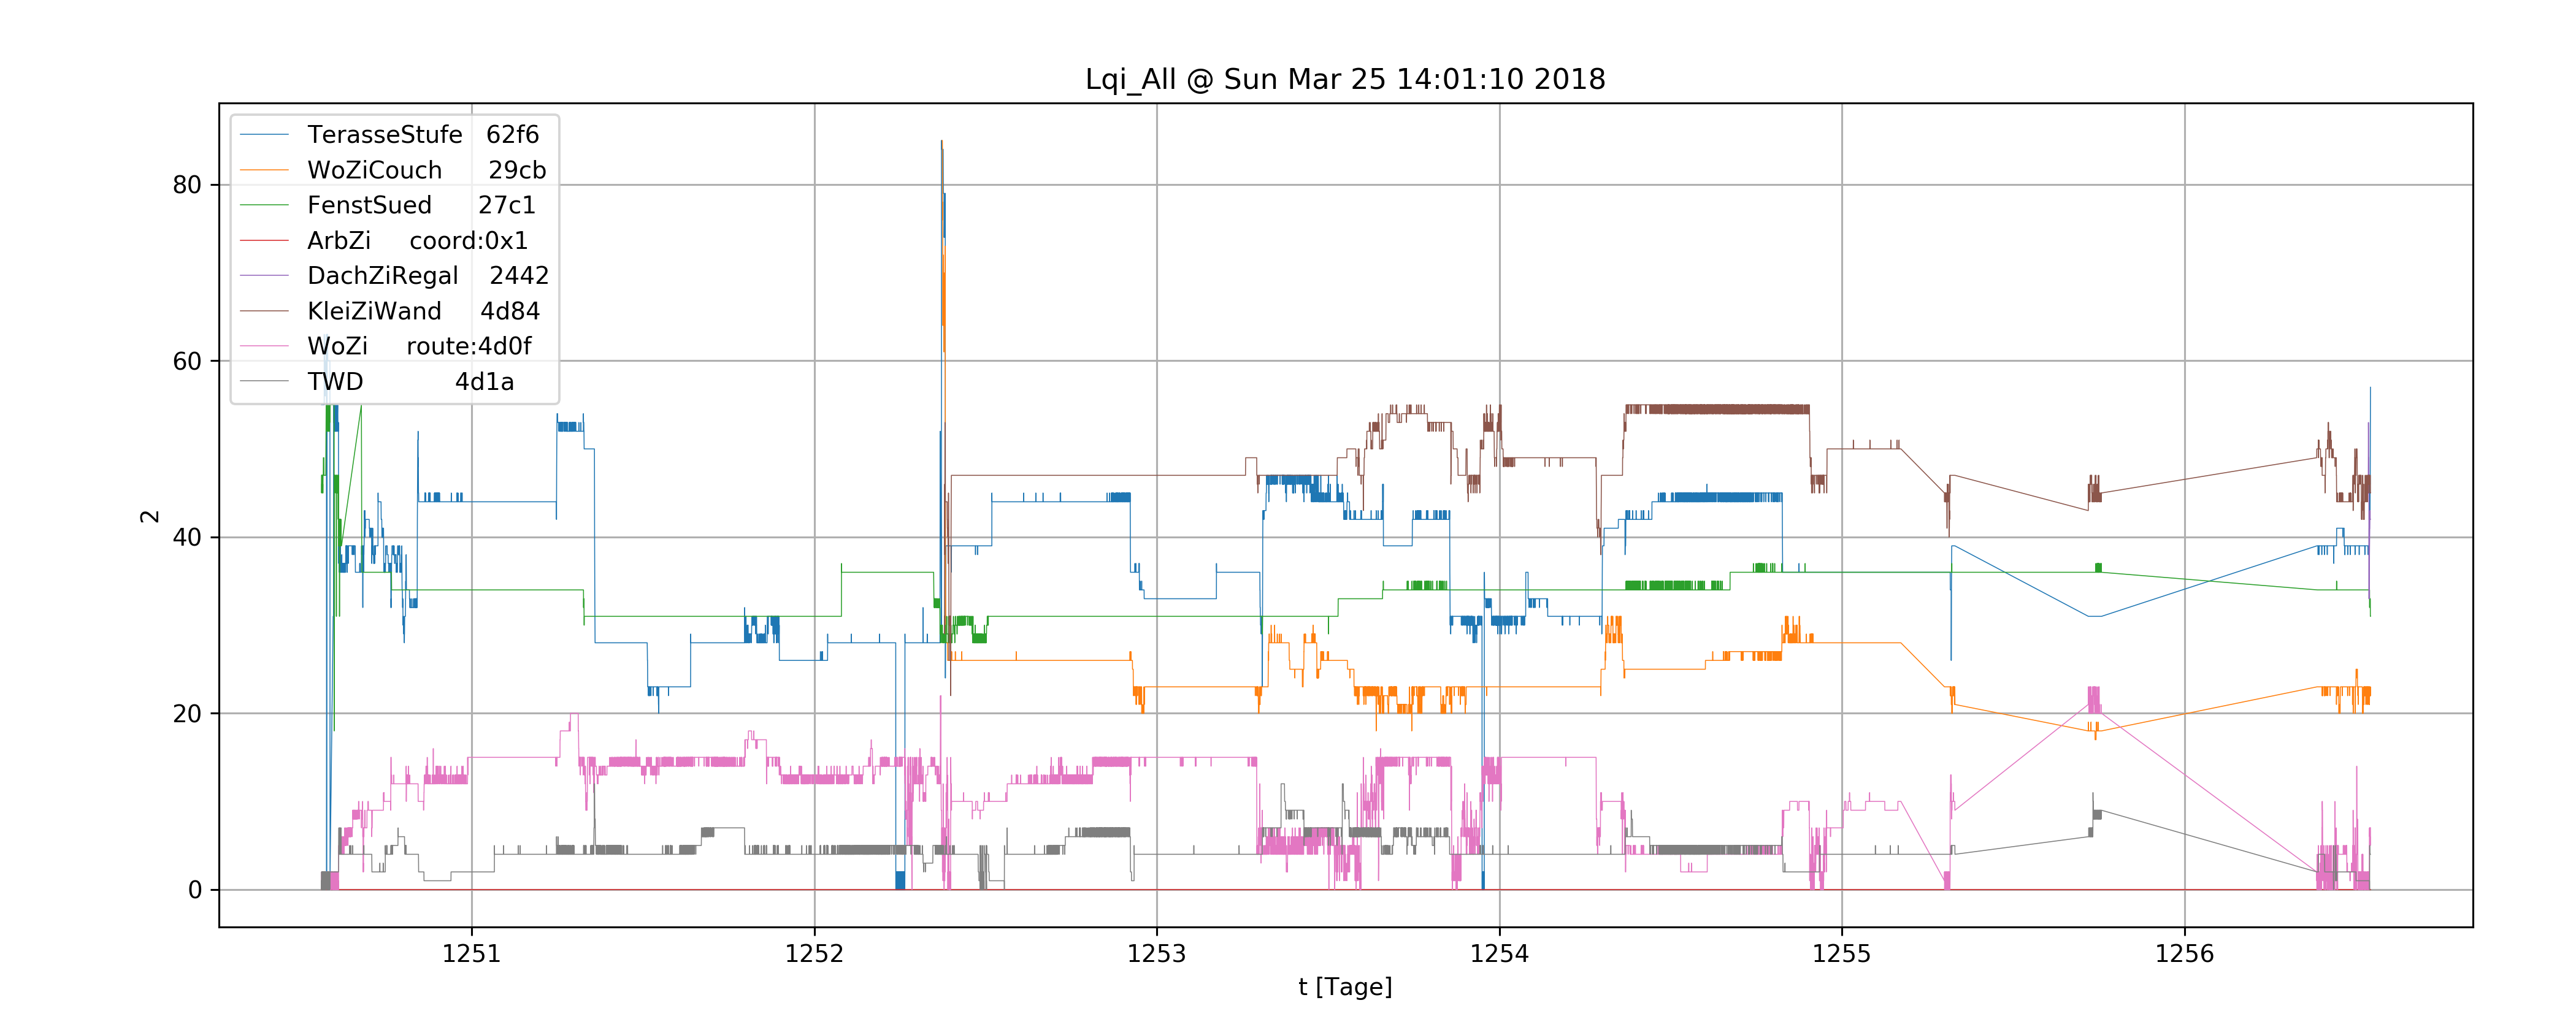 Lqi_All @ Sun Mar 25 14:01:10 2018
TerasseStufe 62f6
WoZiCouch 29cb
FenstSued 27c1
ArbZi coord:0x1
DachZiRegal 2442
KleiZiWand 4d84
WoZi route:4d0f
TWD 4d1a
80
60
40
20
0
2
1251 1252 1253 1254 1255 1256
t [Tage]